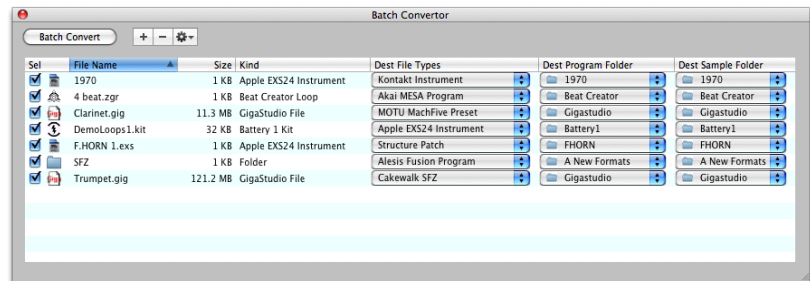 Batch Convertor
Batch Convert + −
Sel File Name Size Kind Dest File Types Dest Program Folder Dest Sample Folder
1970 1 KB Apple EXS24 Instrument Kontakt Instrument 1970 1970
4 beat.zgr 1 KB Beat Creator Loop Akai MESA Program Beat Creator Beat Creator
Clarinet.gig 11.3 MB GigaStudio File MOTU MachFive Preset Gigastudio Gigastudio
DemoLoops1.kit 32 KB Battery 1 Kit Apple EXS24 Instrument Battery1 Battery1
F.HORN 1.exs 1 KB Apple EXS24 Instrument Structure Patch FHORN FHORN
SFZ 1 KB Folder Alesis Fusion Program A New Formats A New Formats
Trumpet.gig 121.2 MB GigaStudio File Cakewalk SFZ Gigastudio Gigastudio